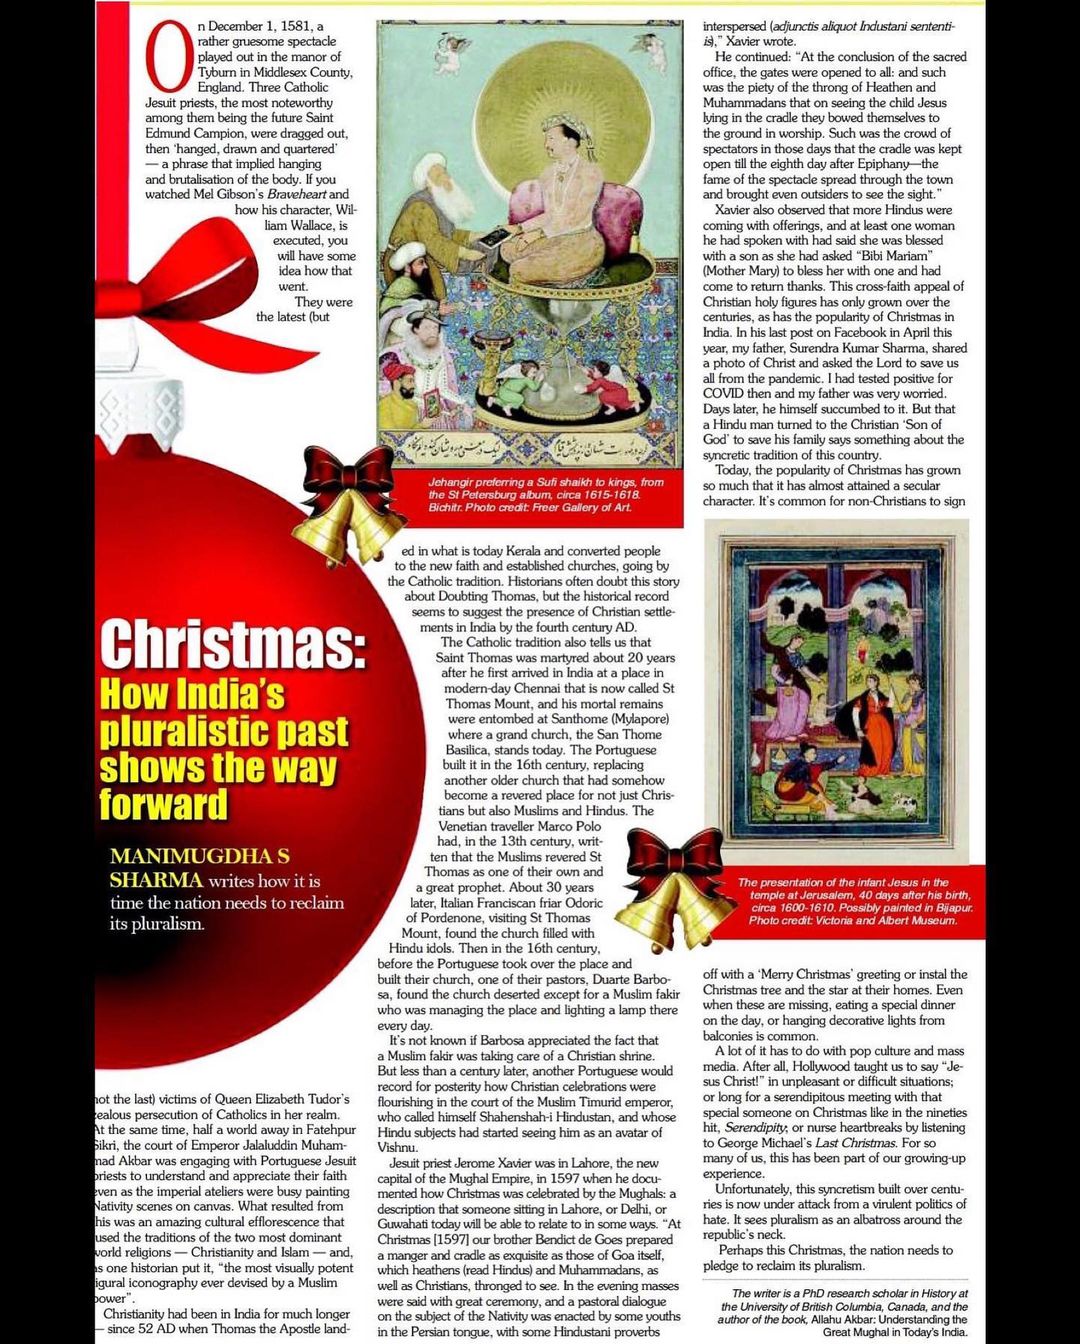 On December 1, 1581, a
rather gruesome spectacle
played out in the manor of
Tyburn in Middlesex County,
England. Three Catholic
Jesuit priests, the most noteworthy
among them being the future Saint
Edmund Campion, were dragged out,
then ‘hanged, drawn and quartered’
— a phrase that implied hanging
and brutalisation of the body. If you
watched Mel Gibson’s Braveheart and
how his character, Wil-
liam Wallace, is
executed, you
will have some
idea how that
went.
They were
the latest (but
Christmas:
How India’s
pluralistic past
shows the way
forward
MANIMUGDHA S
SHARMA writes how it is
time the nation needs to reclaim
its pluralism.
not the last) victims of Queen Elizabeth Tudor’s
zealous persecution of Catholics in her realm.
At the same time, half a world away in Fatehpur
Sikri, the court of Emperor Jalaluddin Muham-
mad Akbar was engaging with Portuguese Jesuit
priests to understand and appreciate their faith
even as the imperial ateliers were busy painting
Nativity scenes on canvas. What resulted from
this was an amazing cultural efflorescence that
fused the traditions of the two most dominant
world religions — Christianity and Islam — and,
as one historian put it, “the most visually potent
figural iconography ever devised by a Muslim
power”.
Christianity had been in India for much longer
— since 52 AD when Thomas the Apostle land-
Jehangir preferring a Sufi shaikh to kings, from
the St Petersburg album, circa 1615-1618.
Bichitr. Photo credit: Freer Gallery of Art.
ed in what is today Kerala and converted people
to the new faith and established churches, going by
the Catholic tradition. Historians often doubt this story
about Doubting Thomas, but the historical record
seems to suggest the presence of Christian settle-
ments in India by the fourth century AD.
The Catholic tradition also tells us that
Saint Thomas was martyred about 20 years
after he first arrived in India at a place in
modern-day Chennai that is now called St
Thomas Mount, and his mortal remains
were entombed at Santhome (Mylapore)
where a grand church, the San Thome
Basilica, stands today. The Portuguese
built it in the 16th century, replacing
another older church that had somehow
become a revered place for not just Chris-
tians but also Muslims and Hindus. The
Venetian traveller Marco Polo
had, in the 13th century, writ-
ten that the Muslims revered St
Thomas as one of their own and
a great prophet. About 30 years
later, Italian Franciscan friar Odoric
of Pordenone, visiting St Thomas
Mount, found the church filled with
Hindu idols. Then in the 16th century,
before the Portuguese took over the place and
built their church, one of their pastors, Duarte Barbo-
sa, found the church deserted except for a Muslim fakir
who was managing the place and lighting a lamp there
every day.
It’s not known if Barbosa appreciated the fact that
a Muslim fakir was taking care of a Christian shrine.
But less than a century later, another Portuguese would
record for posterity how Christian celebrations were
flourishing in the court of the Muslim Timurid emperor,
who called himself Shahenshah-i Hindustan, and whose
Hindu subjects had started seeing him as an avatar of
Vishnu.
Jesuit priest Jerome Xavier was in Lahore, the new
capital of the Mughal Empire, in 1597 when he docu-
mented how Christmas was celebrated by the Mughals: a
description that someone sitting in Lahore, or Delhi, or
Guwahati today will be able to relate to in some ways. “At
Christmas [1597] our brother Bendict de Goes prepared
a manger and cradle as exquisite as those of Goa itself,
which heathens (read Hindus) and Muhammadans, as
well as Christians, thronged to see. In the evening masses
were said with great ceremony, and a pastoral dialogue
on the subject of the Nativity was enacted by some youths
in the Persian tongue, with some Hindustani proverbs
interspersed (adjunctis aliquot Industani sententi-
is),” Xavier wrote.
He continued: “At the conclusion of the sacred
office, the gates were opened to all: and such
was the piety of the throng of Heathen and
Muhammadans that on seeing the child Jesus
lying in the cradle they bowed themselves to
the ground in worship. Such was the crowd of
spectators in those days that the cradle was kept
open till the eighth day after Epiphany—the
fame of the spectacle spread through the town
and brought even outsiders to see the sight.”
Xavier also observed that more Hindus were
coming with offerings, and at least one woman
he had spoken with had said she was blessed
with a son as she had asked “Bibi Mariam”
(Mother Mary) to bless her with one and had
come to return thanks. This cross-faith appeal of
Christian holy figures has only grown over the
centuries, as has the popularity of Christmas in
India. In his last post on Facebook in April this
year, my father, Surendra Kumar Sharma, shared
a photo of Christ and asked the Lord to save us
all from the pandemic. I had tested positive for
COVID then and my father was very worried.
Days later, he himself succumbed to it. But that
a Hindu man turned to the Christian ‘Son of
God’ to save his family says something about the
syncretic tradition of this country.
Today, the popularity of Christmas has grown
so much that it has almost attained a secular
character. It’s common for non-Christians to sign
The presentation of the infant Jesus in the
temple at Jerusalem, 40 days after his birth,
circa 1600-1610. Possibly painted in Bijapur.
Photo credit: Victoria and Albert Museum.
off with a ‘Merry Christmas’ greeting or instal the
Christmas tree and the star at their homes. Even
when these are missing, eating a special dinner
on the day, or hanging decorative lights from
balconies is common.
A lot of it has to do with pop culture and mass
media. After all, Hollywood taught us to say “Je-
sus Christ!” in unpleasant or difficult situations;
or long for a serendipitous meeting with that
special someone on Christmas like in the nineties
hit, Serendipity; or nurse heartbreaks by listening
to George Michael’s Last Christmas. For so
many of us, this has been part of our growing-up
experience.
Unfortunately, this syncretism built over centu-
ries is now under attack from a virulent politics of
hate. It sees pluralism as an albatross around the
republic’s neck.
Perhaps this Christmas, the nation needs to
pledge to reclaim its pluralism.
The writer is a PhD research scholar in History at
the University of British Columbia, Canada, and the
author of the book, Allahu Akbar: Understanding the
Great Mughal in Today’s India.